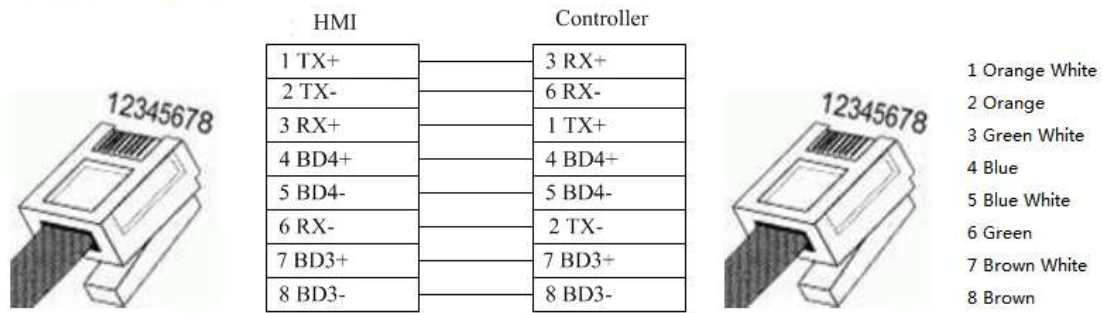 HMI Controller
1 TX+ 3 RX+
2 TX- 6 RX-
3 RX+ 1 TX+
4 BD4+ 4 BD4+
5 BD4- 5 BD4-
6 RX- 2 TX-
7 BD3+ 7 BD3+
8 BD3- 8 BD3-
12345678
12345678
1 Orange White
2 Orange
3 Green White
4 Blue
5 Blue White
6 Green
7 Brown White
8 Brown